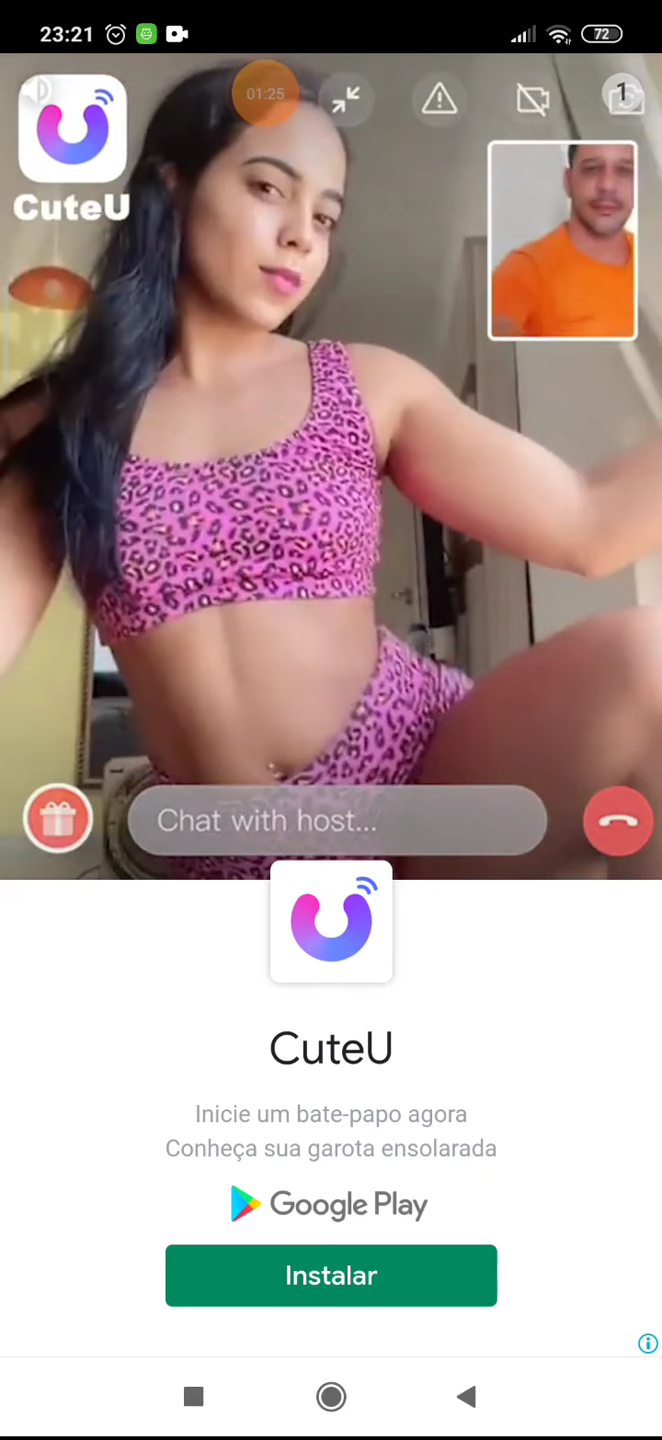 23:21
72
01:25
1
CuteU
Chat with host...
CuteU
Inicie um bate-papo agora
Conheça sua garota ensolarada
Google Play
Instalar